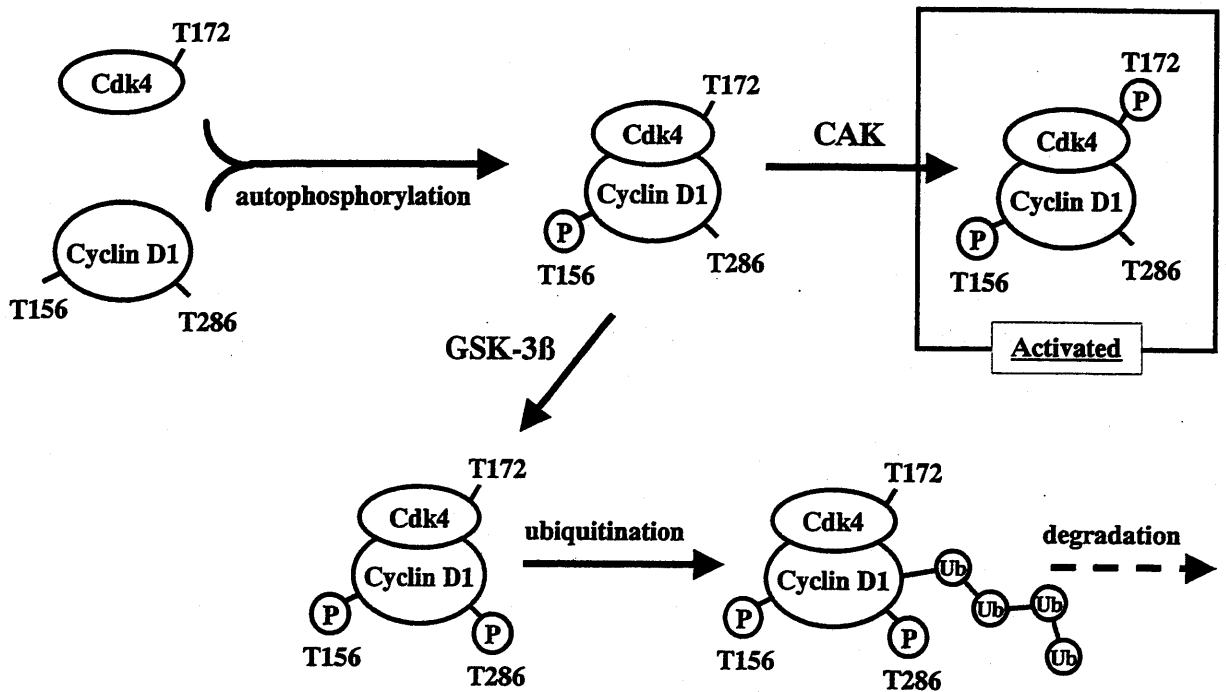 T172
Cdk4
autophosphorylation
Cyclin D1
T156
T286
T172
Cdk4
Cyclin D1
P
T156
T286
CAK
T172
P
Cdk4
Cyclin D1
P
T156
T286
Activated
GSK-3ß
T172
Cdk4
Cyclin D1
P
P
T156
T286
ubiquitination
T172
Cdk4
Cyclin D1
Ub
Ub
Ub
Ub
P
P
T156
T286
degradation